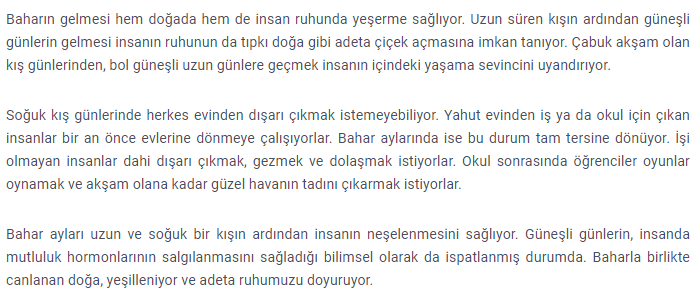 Baharın gelmesi hem doğada hem de insan ruhunda yeşerme sağlıyor. Uzun süren kışın ardından güneşli
günlerin gelmesi insanın ruhunun da tıpkı doğa gibi adeta çiçek açmasına imkan tanıyor. Çabuk akşam olan
kış günlerinden, bol güneşli uzun günlere geçmek insanın içindeki yaşama sevincini uyandırıyor.
Soğuk kış günlerinde herkes evinden dışarı çıkmak istemeyebiliyor. Yahut evinden iş ya da okul için çıkan
insanlar bir an önce evlerine dönmeye çalışıyorlar. Bahar aylarında ise bu durum tam tersine dönüyor. İşi
olmayan insanlar dahi dışarı çıkmak, gezmek ve dolaşmak istiyorlar. Okul sonrasında öğrenciler oyunlar
oynamak ve akşam olana kadar güzel havanın tadını çıkarmak istiyorlar.
Bahar ayları uzun ve soğuk bir kışın ardından insanın neşelenmesini sağlıyor. Güneşli günlerin, insanda
mutluluk hormonlarının salgılanmasını sağladığı bilimsel olarak da ispatlanmış durumda. Baharla birlikte
canlanan doğa, yeşilleniyor ve adeta ruhumuzu doyuruyor.